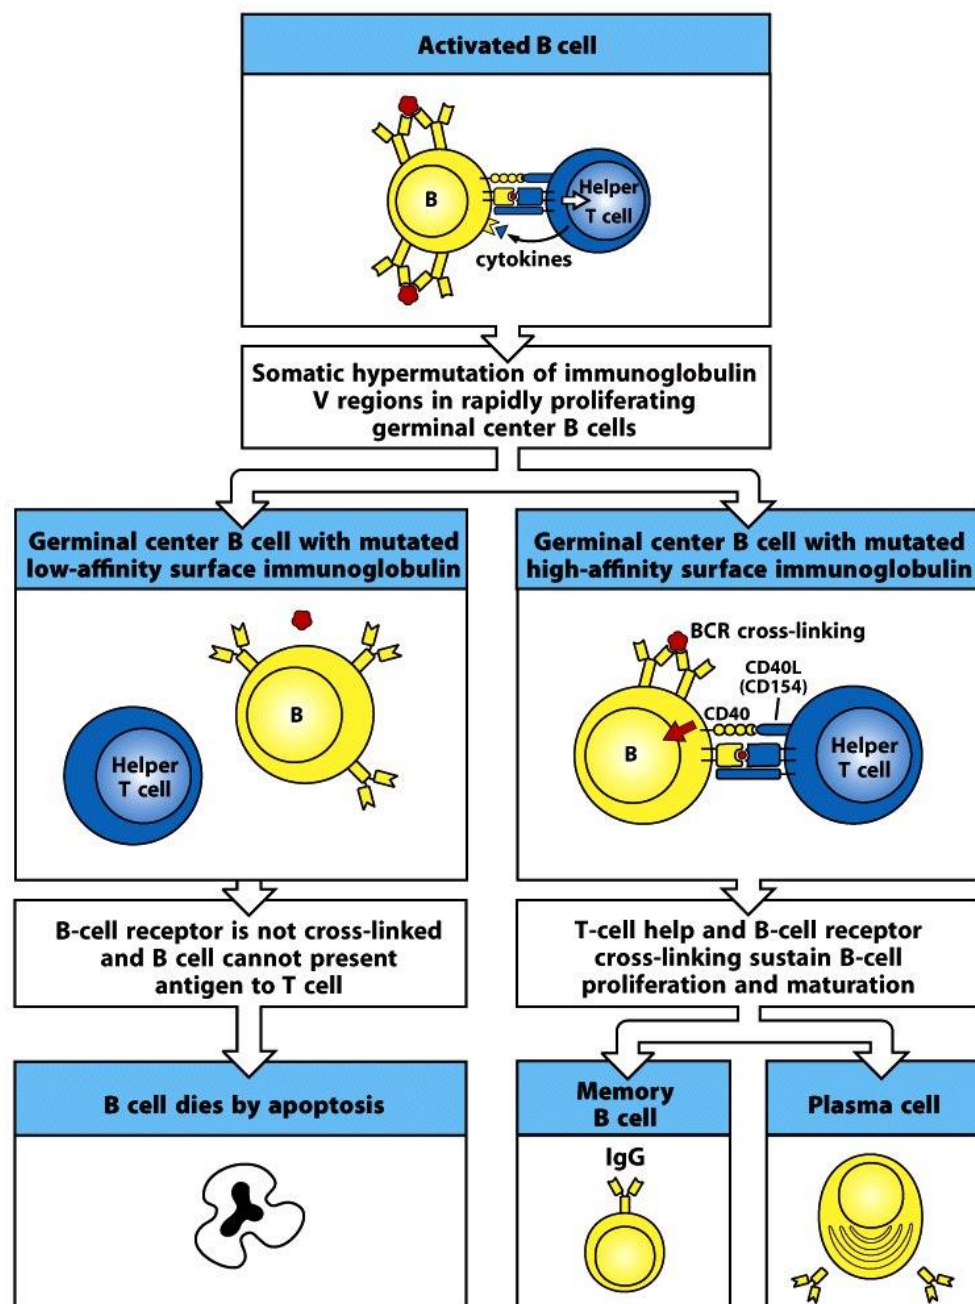 Activated B cell
B
Helper
T cell
cytokines
Somatic hypermutation of immunoglobulin
V regions in rapidly proliferating
germinal center B cells
Germinal center B cell with mutated
low-affinity surface immunoglobulin
B
Helper
T cell
Germinal center B cell with mutated
high-affinity surface immunoglobulin
BCR cross-linking
CD40L
(CD154)
CD40
B
Helper
T cell
B-cell receptor is not cross-linked
and B cell cannot present
antigen to T cell
T-cell help and B-cell receptor
cross-linking sustain B-cell
proliferation and maturation
B cell dies by apoptosis
Memory
B cell
IgG
Plasma cell